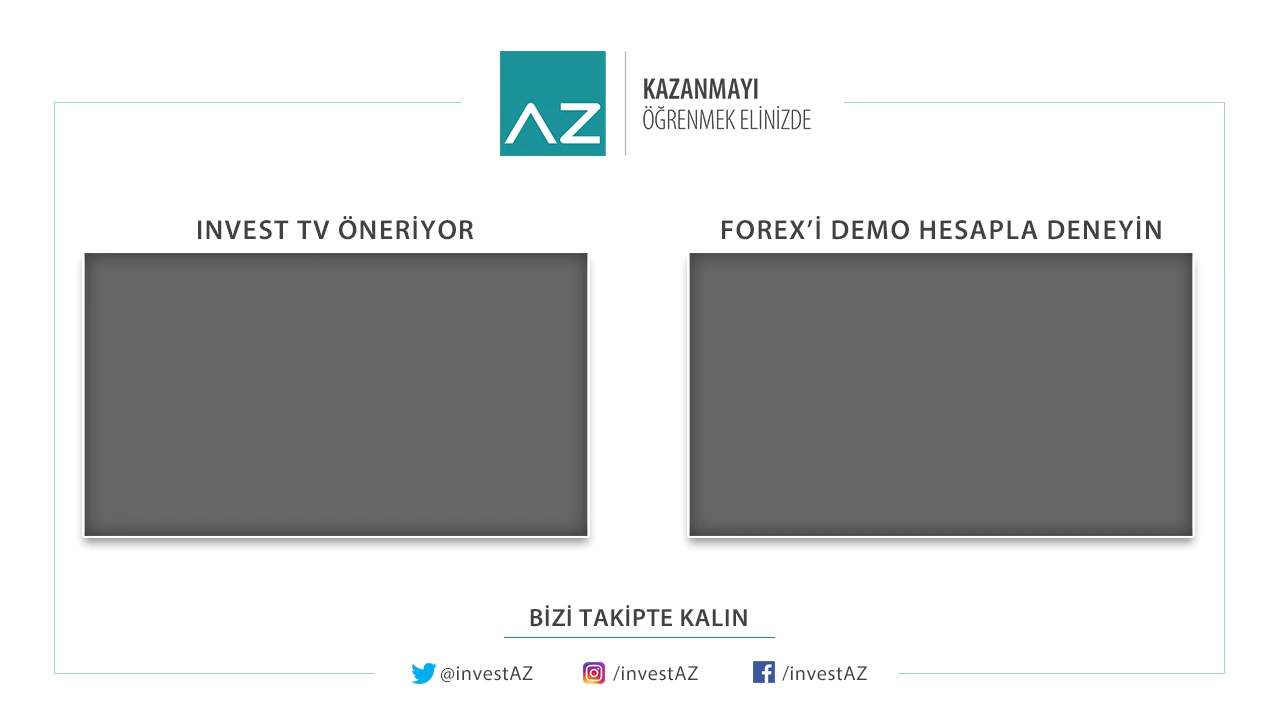 AZ
KAZANMAYI
ÖĞRENMEK ELİNİZDE
INVEST TV ÖNERİYOR
FOREX’İ DEMO HESAPLA DENEYİN
BİZİ TAKİPTE KALIN
@investAZ
/investAZ
/investAZ